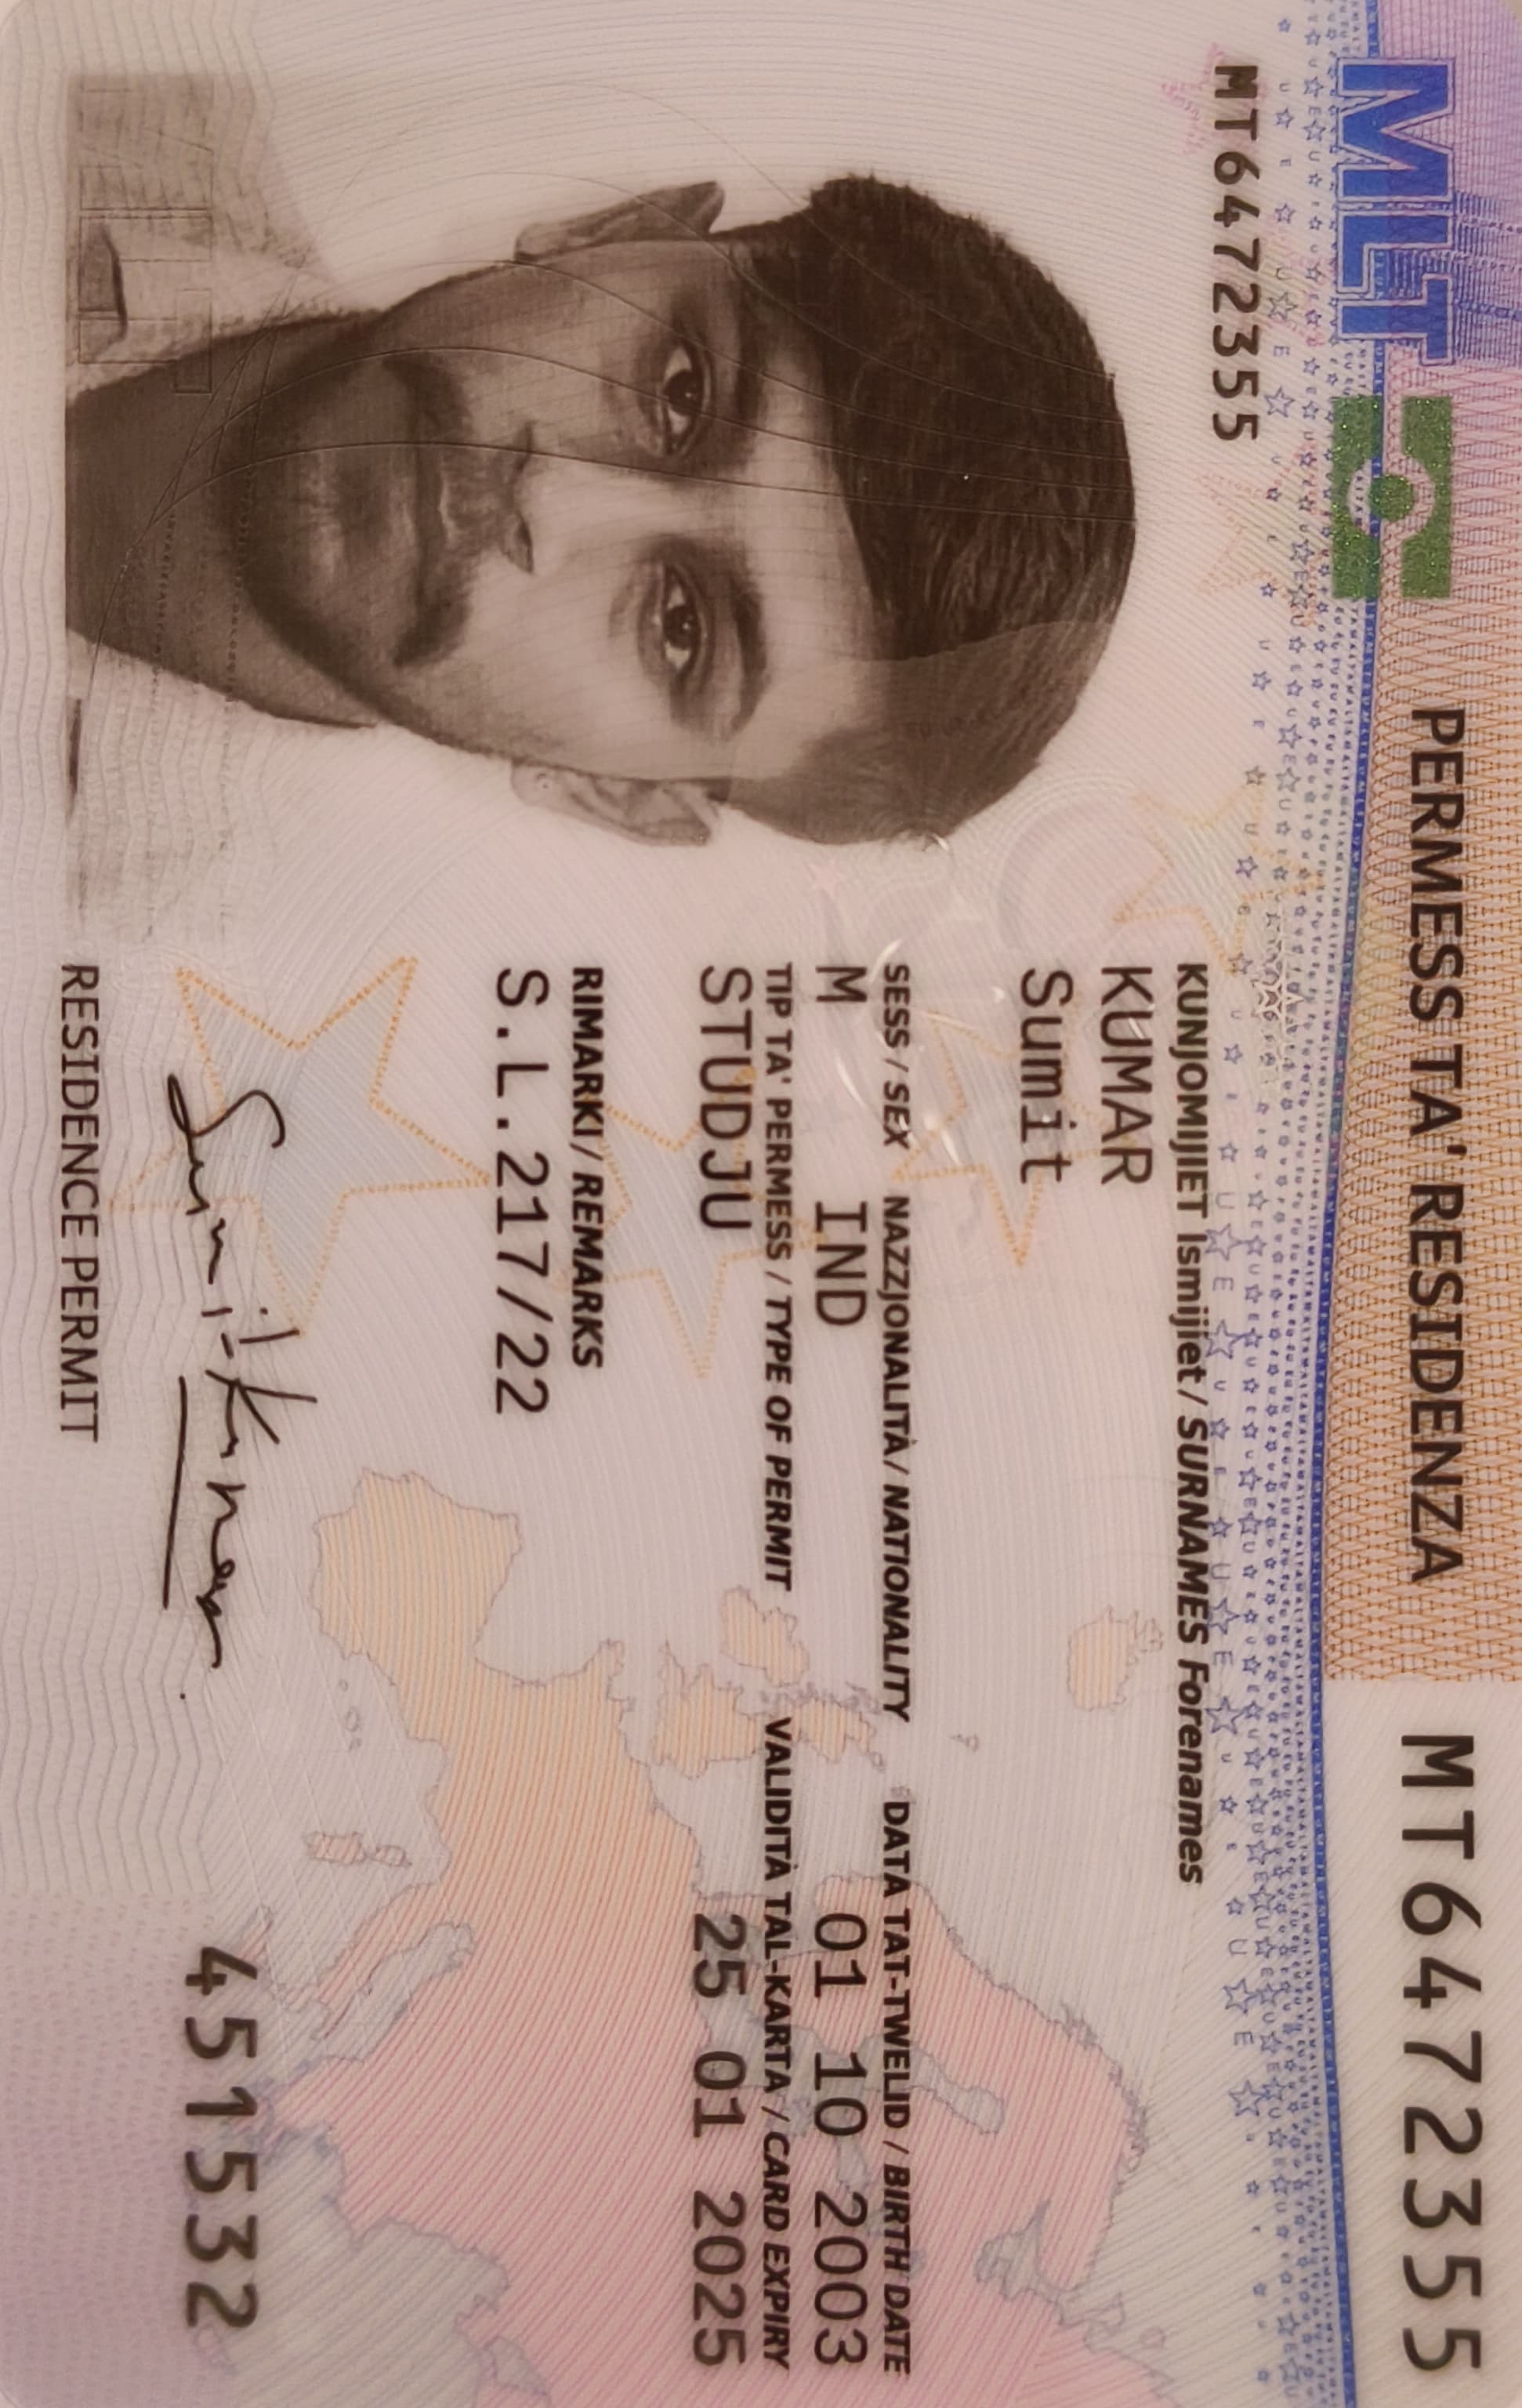 MLT PERMESS TA' RESIDENZA MT6472355
MT6472355
KUNJOMIJIET Ismijiet / SURNAMES Forenames
KUMAR
Sumit
SESS / SEX NAZZJONALITÀ / NATIONALITY DATA TAT-TWELID / BIRTH DATE
M IND 01 10 2003
TIP TA' PERMESS / TYPE OF PERMIT VALIDITÀ TAL-KARTA / CARD EXPIRY
STUDJU 25 01 2025
RIMARKI / REMARKS
S.L.217/22
Sumit Kumar
451532
RESIDENCE PERMIT